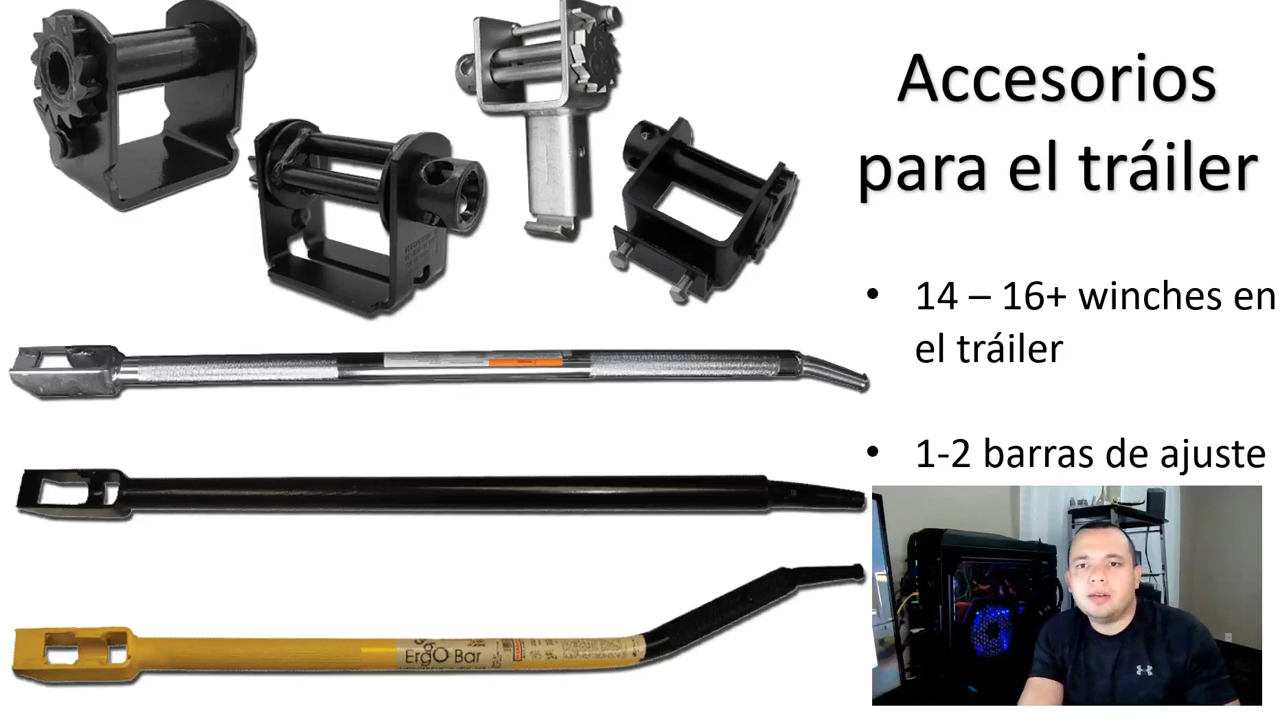 Accesorios
para el tráiler
• 14 – 16+ winches en
el tráiler
• 1-2 barras de ajuste
ErgO Bar